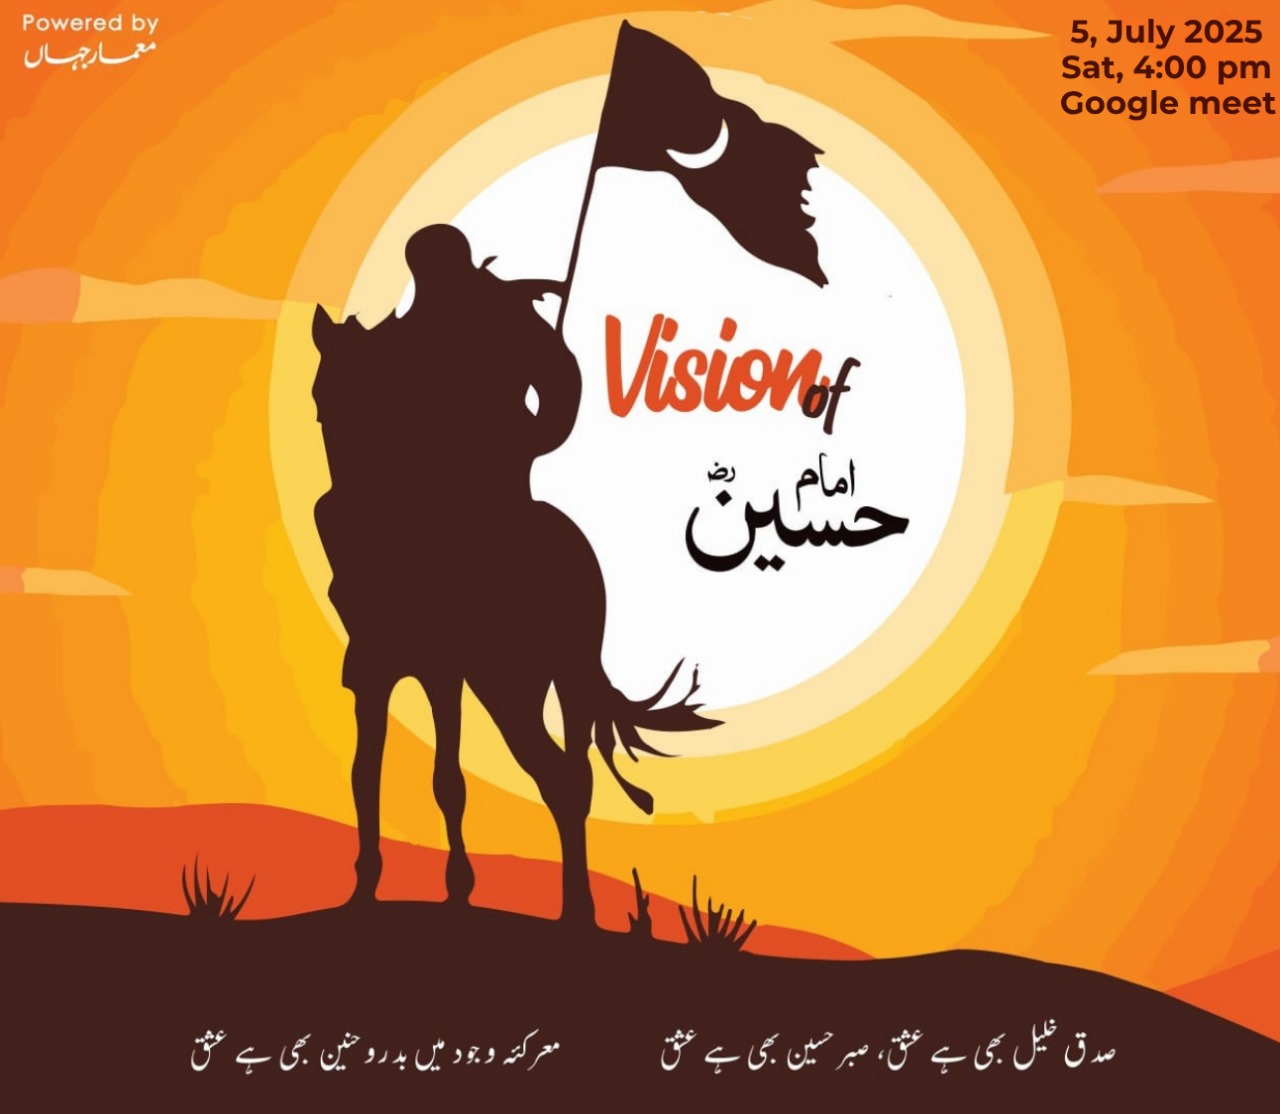 Powered by
معمارِ جہاں
5, July 2025
Sat, 4:00 pm
Google meet
Vision of
امام
حسینؓ
صدق خلیل بھی ہے عشق، صبر حسین بھی ہے عشق
معرکئہ وجود میں بدر و حنین بھی ہے عشق